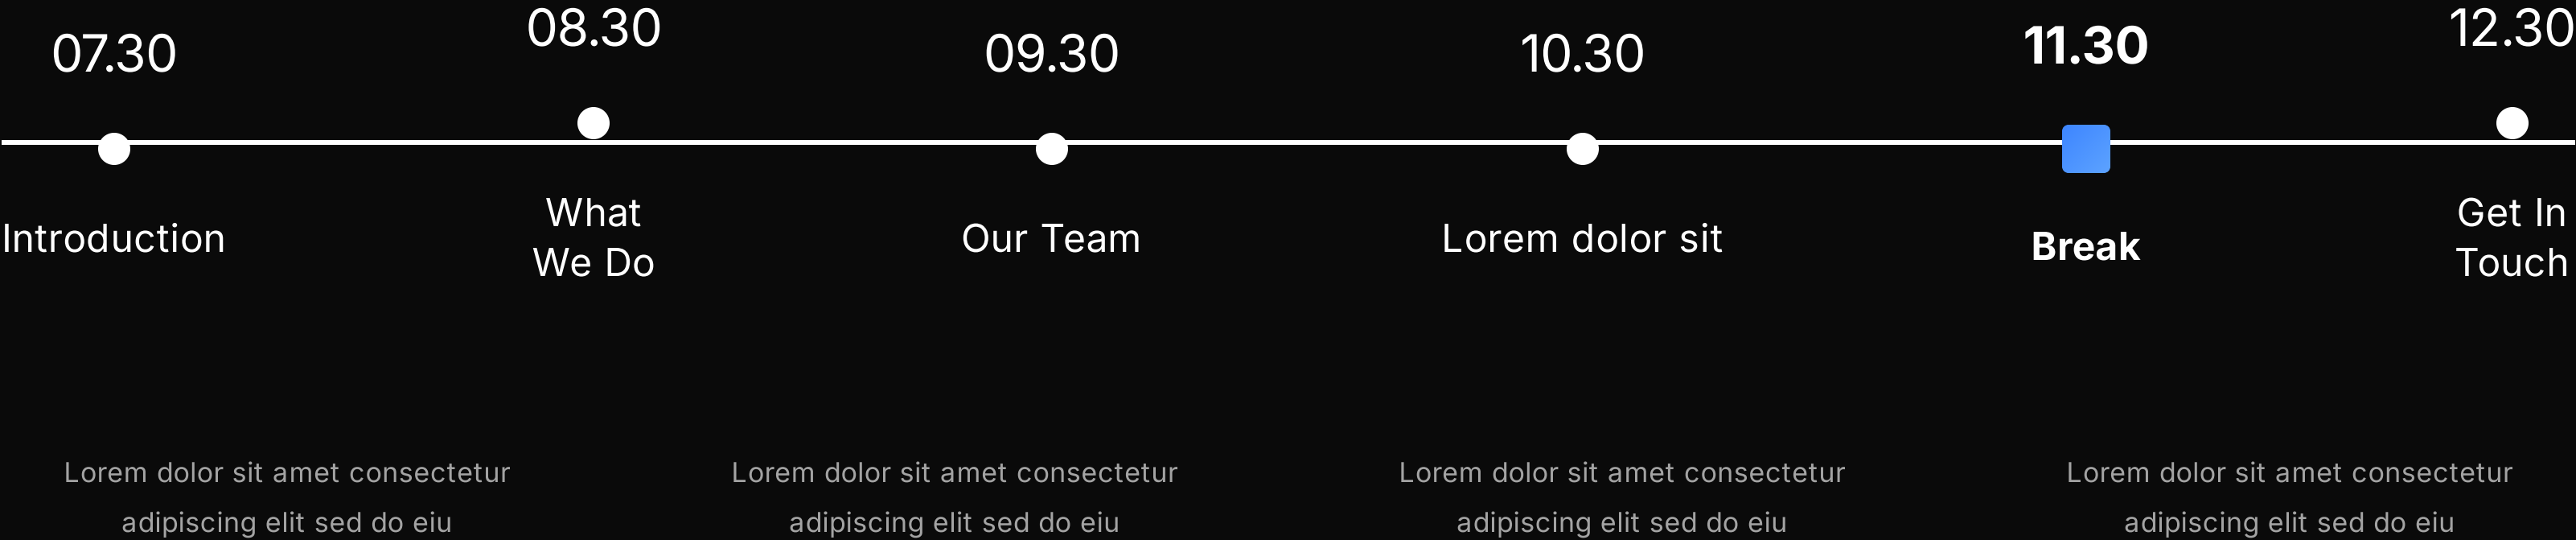 07.30
08.30
09.30
10.30
11.30
12.30
Introduction
What
We Do
Our Team
Lorem dolor sit
Break
Get In
Touch
Lorem dolor sit amet consectetur
adipiscing elit sed do eiu
Lorem dolor sit amet consectetur
adipiscing elit sed do eiu
Lorem dolor sit amet consectetur
adipiscing elit sed do eiu
Lorem dolor sit amet consectetur
adipiscing elit sed do eiu